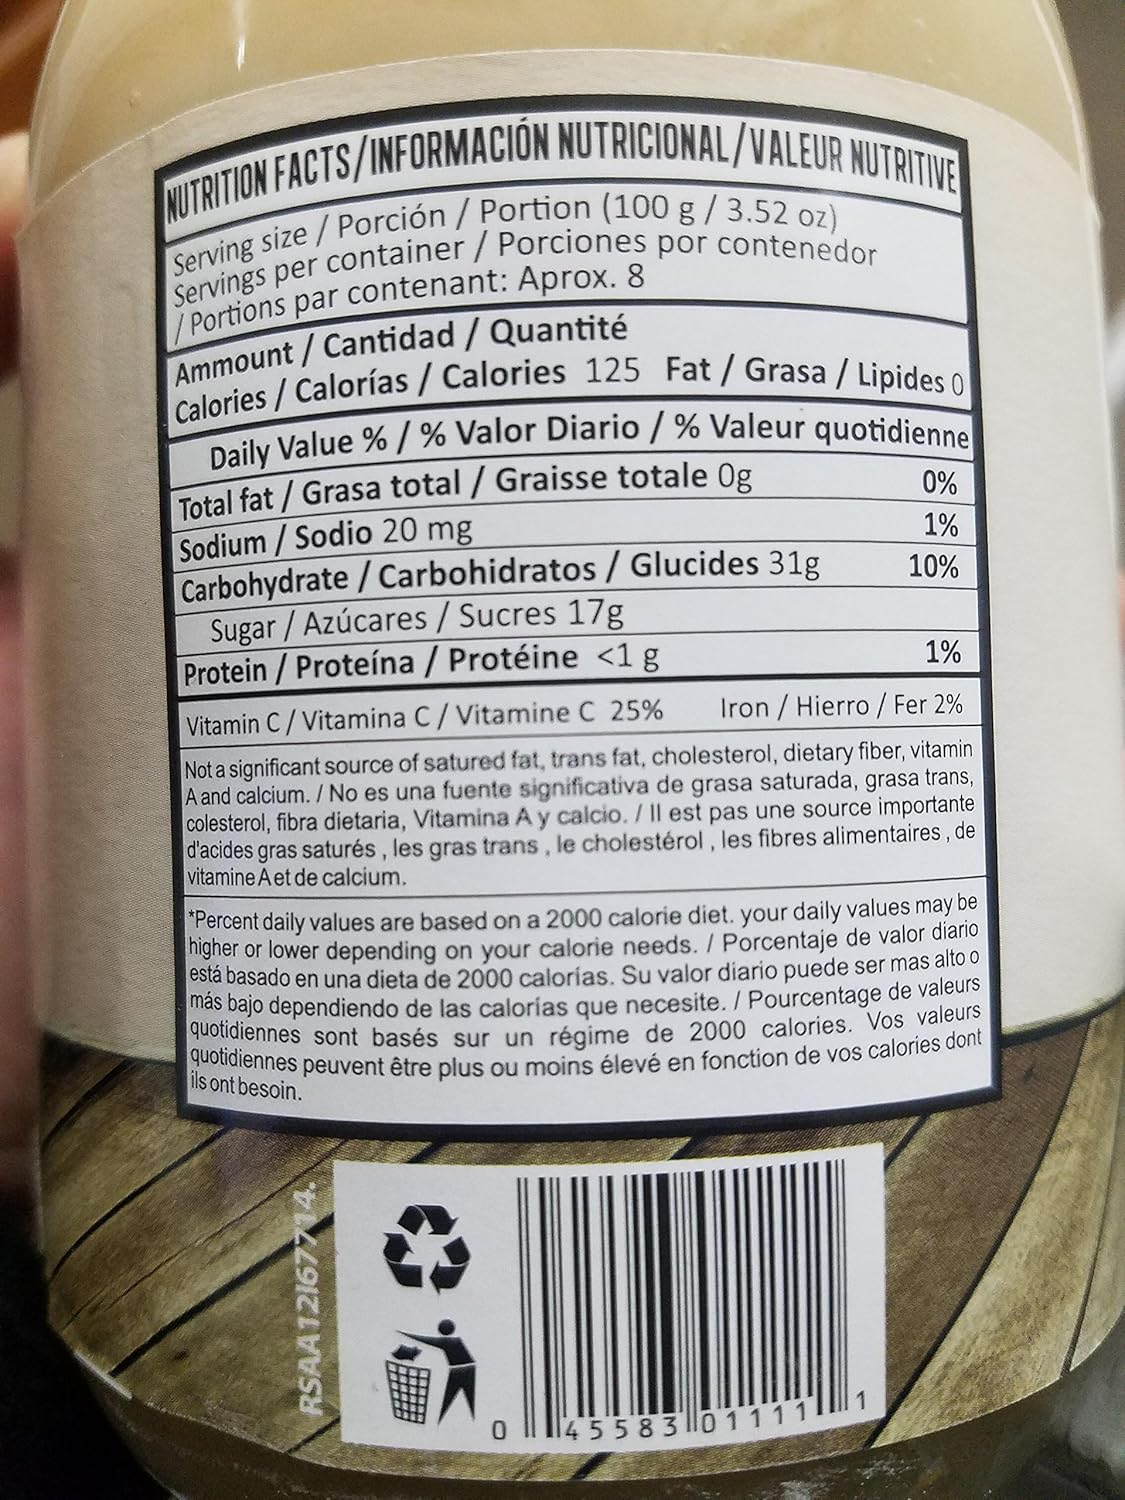 NUTRITION FACTS/INFORMACIÓN NUTRICIONAL/VALEUR NUTRITIVE
Serving size / Porción / Portion (100 g / 3.52 oz)
Servings per container / Porciones por contenedor
/ Portions par contenant: Aprox. 8
Ammount / Cantidad / Quantité
Calories / Calorías / Calories 125 Fat / Grasa / Lipides 0
Daily Value % / % Valor Diario / % Valeur quotidienne
Total fat / Grasa total / Graisse totale 0g 0%
Sodium / Sodio 20 mg 1%
Carbohydrate / Carbohidratos / Glucides 31g 10%
Sugar / Azúcares / Sucres 17g
Protein / Proteína / Protéine <1 g 1%
Vitamin C / Vitamina C / Vitamine C 25% Iron / Hierro / Fer 2%
Not a significant source of satured fat, trans fat, cholesterol, dietary fiber, vitamin
A and calcium. / No es una fuente significativa de grasa saturada, grasa trans,
colesterol, fibra dietaria, Vitamina A y calcio. / Il est pas une source importante
d'acides gras saturés , les gras trans , le cholestérol , les fibres alimentaires , de
vitamine A et de calcium.
*Percent daily values are based on a 2000 calorie diet. your daily values may be
higher or lower depending on your calorie needs. / Porcentaje de valor diario
está basado en una dieta de 2000 calorías. Su valor diario puede ser mas alto o
más bajo dependiendo de las calorías que necesite. / Pourcentage de valeurs
quotidiennes sont basés sur un régime de 2000 calories. Vos valeurs
quotidiennes peuvent être plus ou moins élevé en fonction de vos calories dont
ils ont besoin.
RSAA12I67714.
0 45583 01111 1